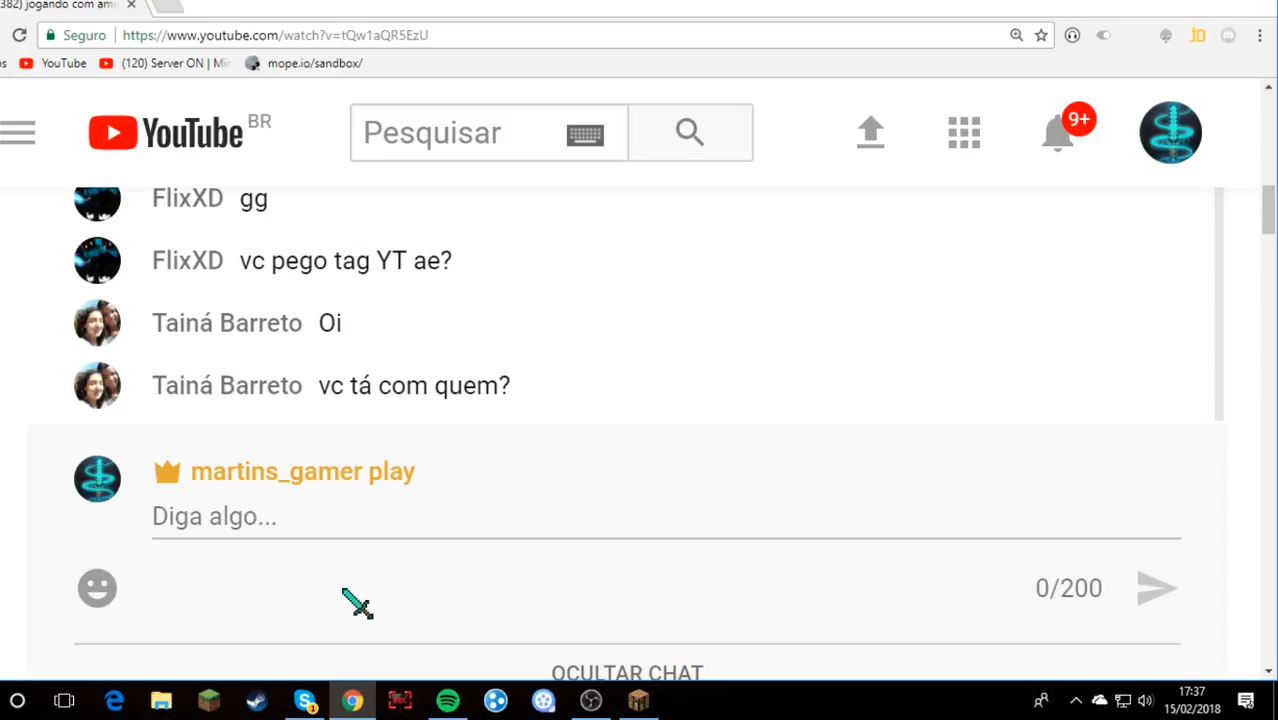 382) jogando com ami
Seguro https://www.youtube.com/watch?v=tQw1aQR5EzU
YouTube (120) Server ON | Min mope.io/sandbox/
YouTube BR Pesquisar 9+
FlixXD gg
FlixXD vc pego tag YT ae?
Tainá Barreto Oi
Tainá Barreto vc tá com quem?
martins_gamer play
Diga algo...
0/200
OCULTAR CHAT
17:37
15/02/2018